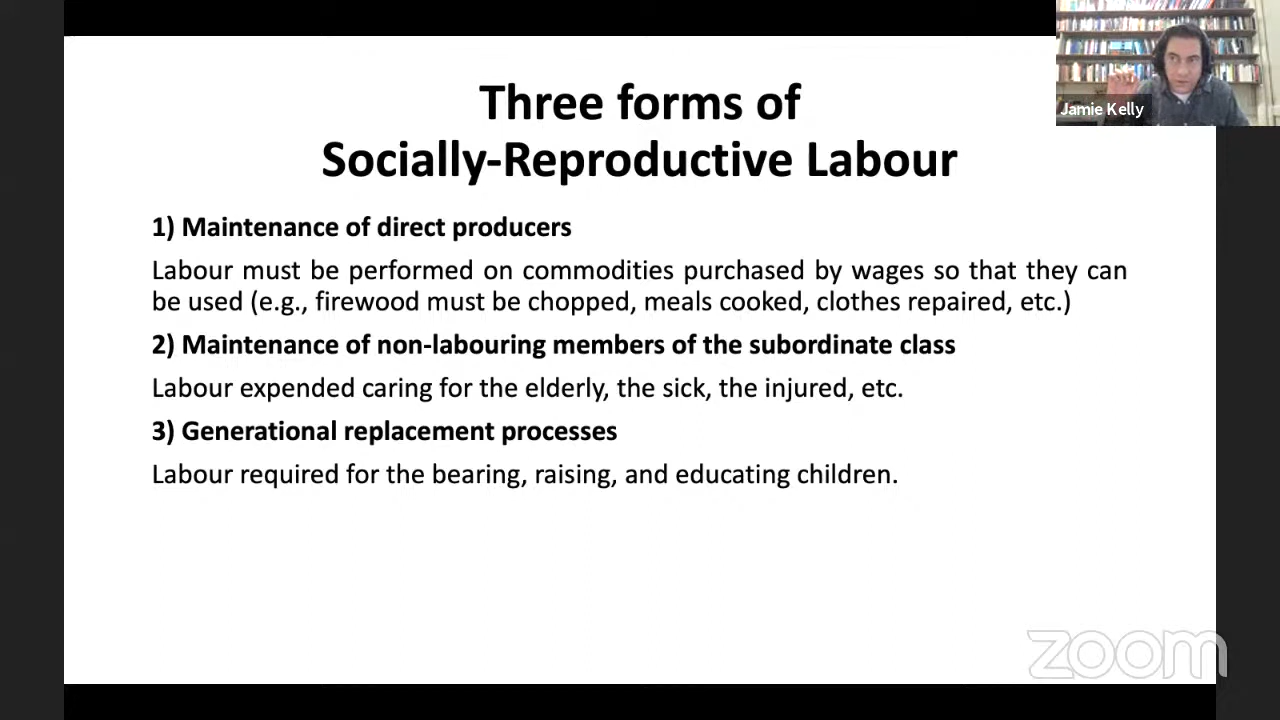 Jamie Kelly
Three forms of
Socially-Reproductive Labour
1) Maintenance of direct producers
Labour must be performed on commodities purchased by wages so that they can
be used (e.g., firewood must be chopped, meals cooked, clothes repaired, etc.)
2) Maintenance of non-labouring members of the subordinate class
Labour expended caring for the elderly, the sick, the injured, etc.
3) Generational replacement processes
Labour required for the bearing, raising, and educating children.
zoom